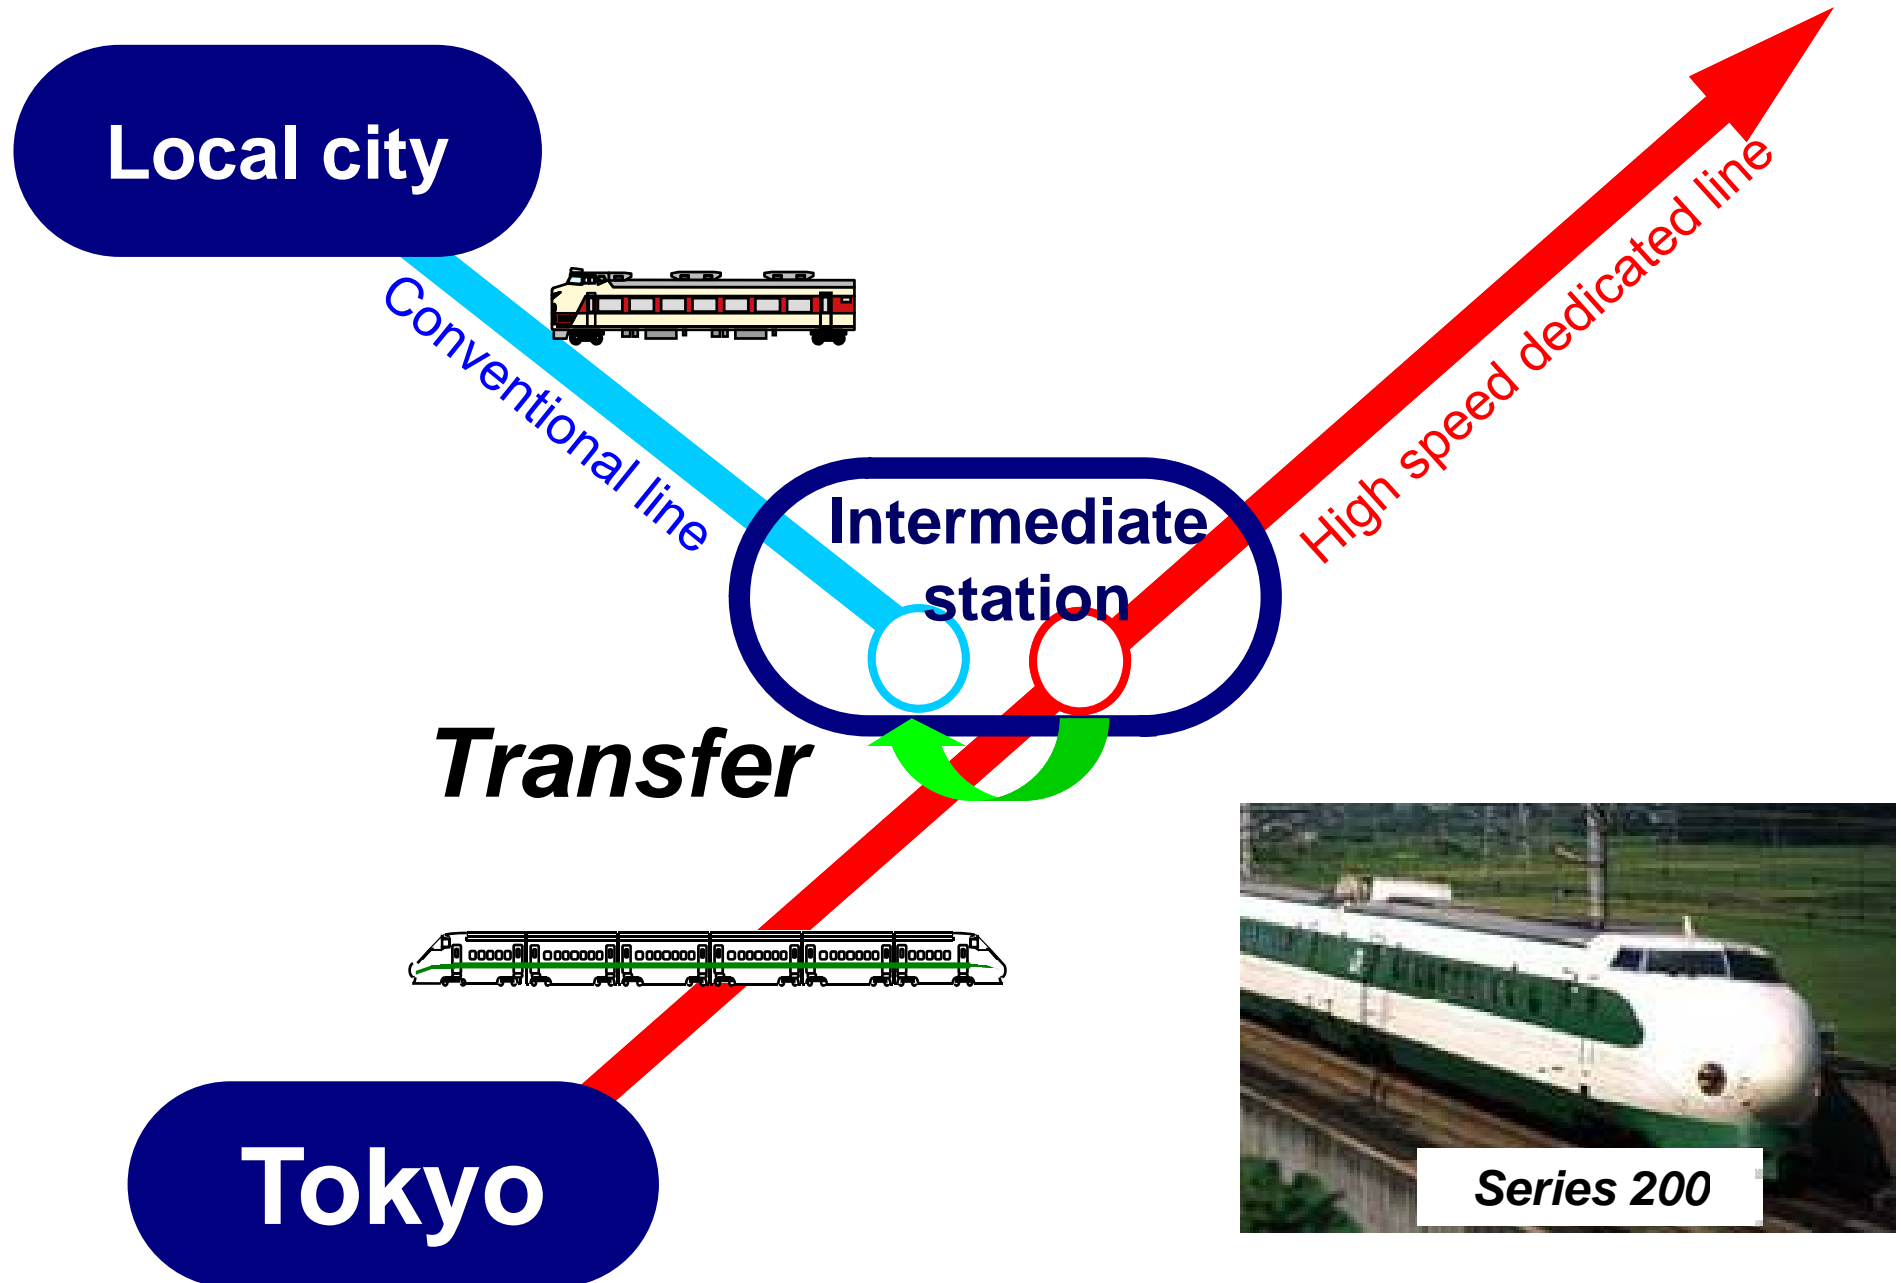 Local city
Conventional line
High speed dedicated line
Intermediate
station
Transfer
Tokyo
Series 200